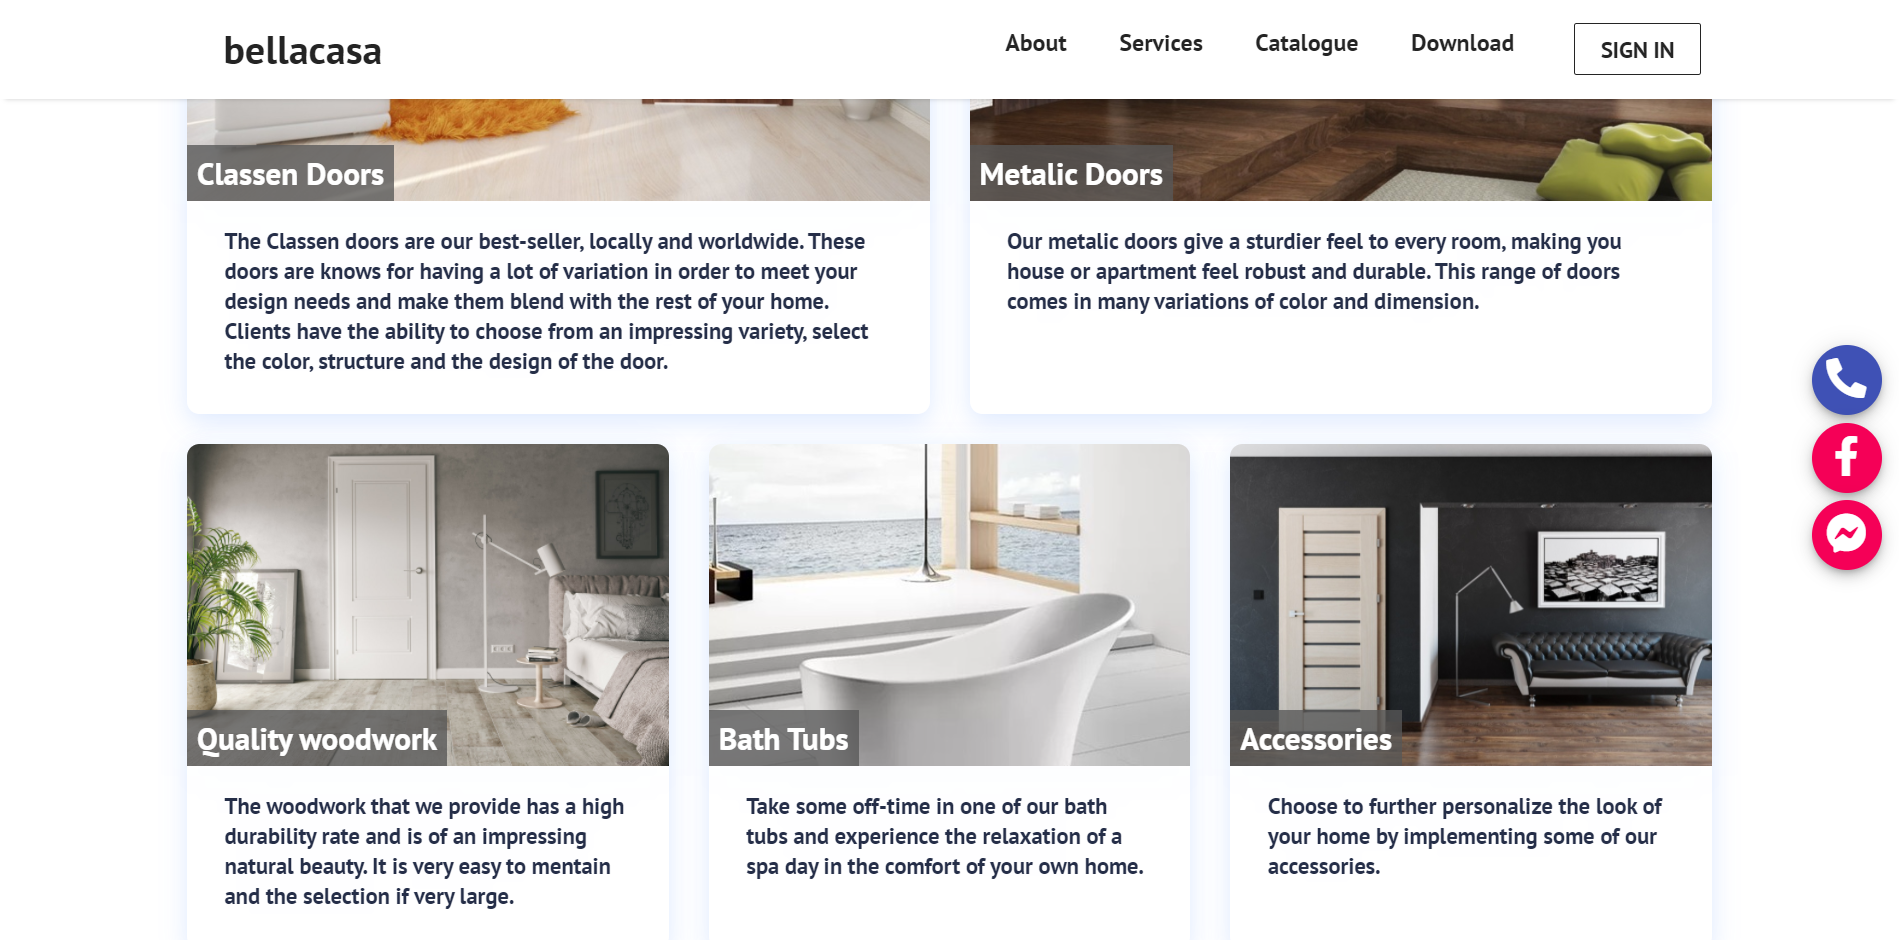 bellacasa
About Services Catalogue Download SIGN IN
Classen Doors
The Classen doors are our best-seller, locally and worldwide. These
doors are knows for having a lot of variation in order to meet your
design needs and make them blend with the rest of your home.
Clients have the ability to choose from an impressing variety, select
the color, structure and the design of the door.
Metalic Doors
Our metalic doors give a sturdier feel to every room, making you
house or apartment feel robust and durable. This range of doors
comes in many variations of color and dimension.
Quality woodwork
The woodwork that we provide has a high
durability rate and is of an impressing
natural beauty. It is very easy to mentain
and the selection if very large.
Bath Tubs
Take some off-time in one of our bath
tubs and experience the relaxation of a
spa day in the comfort of your own home.
Accessories
Choose to further personalize the look of
your home by implementing some of our
accessories.